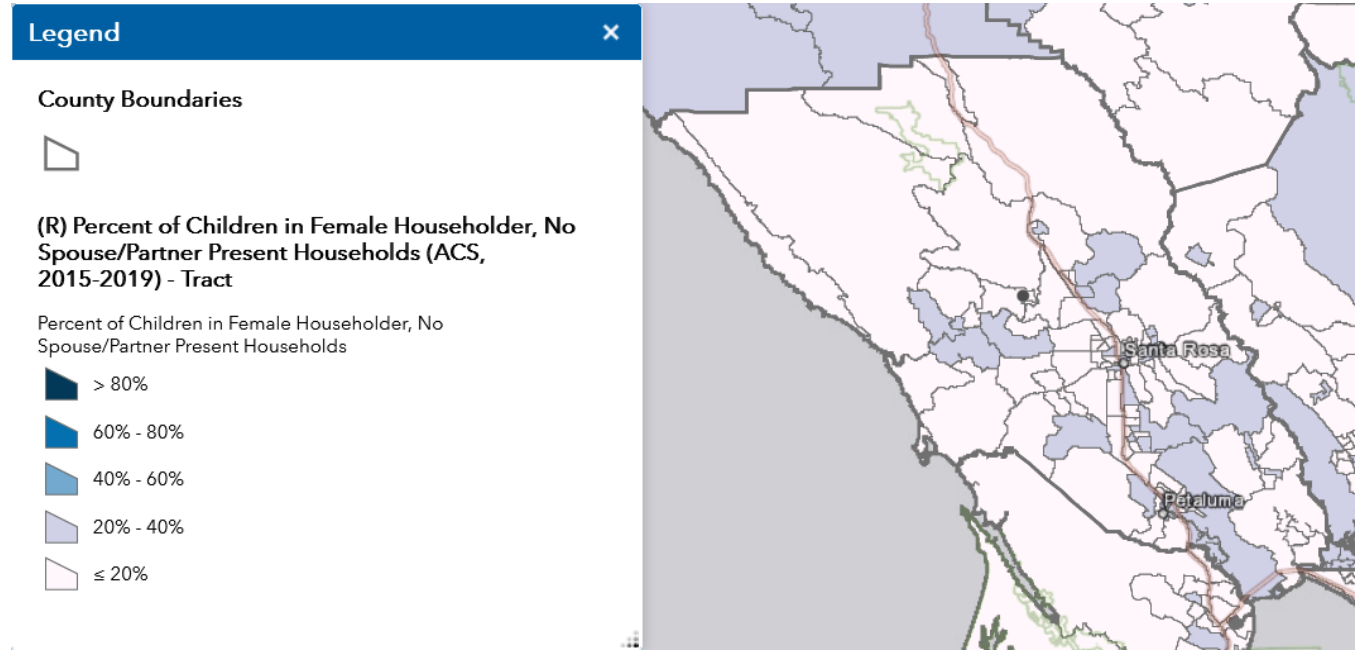 Legend
County Boundaries
(R) Percent of Children in Female Householder, No
Spouse/Partner Present Households (ACS,
2015-2019) - Tract
Percent of Children in Female Householder, No
Spouse/Partner Present Households
> 80%
60% - 80%
40% - 60%
20% - 40%
≤ 20%
Santa Rosa
Petaluma